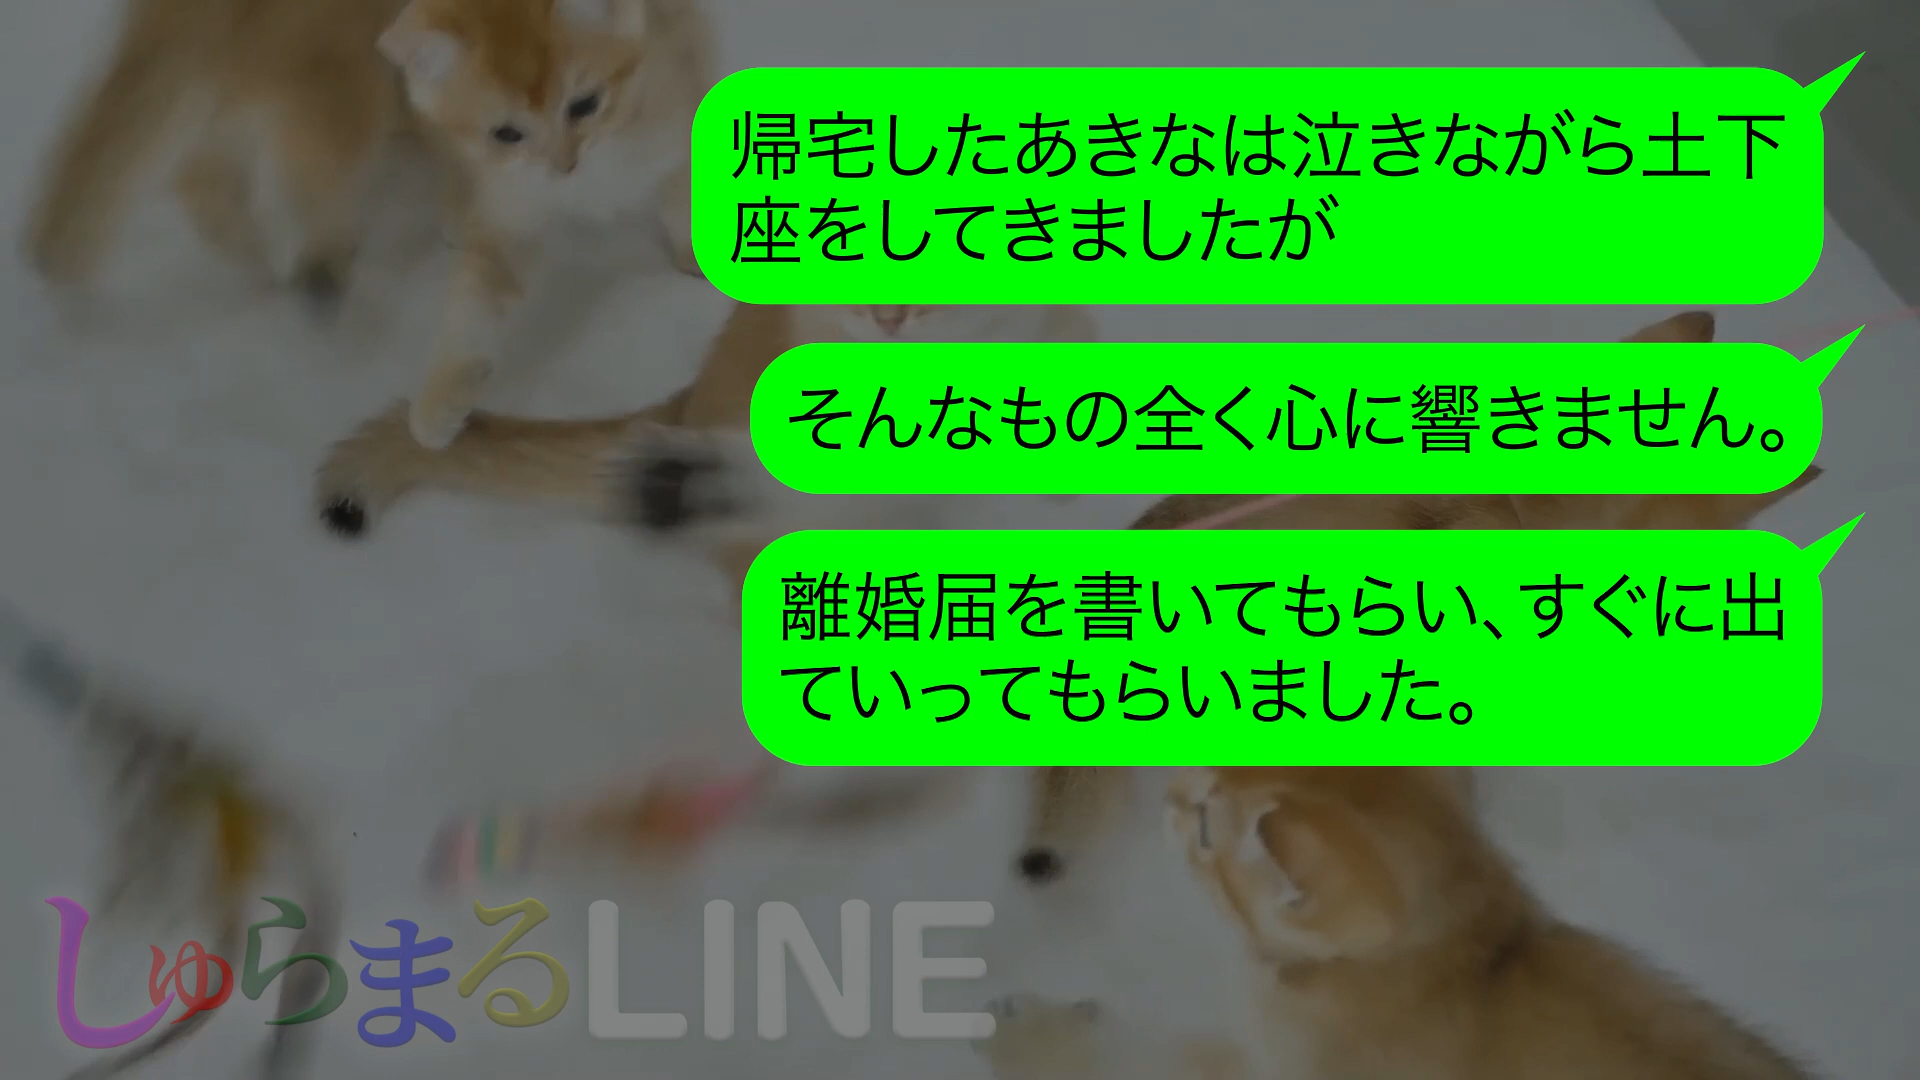 帰宅したあきなは泣きながら土下
座をしてきましたが
そんなもの全く心に響きません。
離婚届を書いてもらい、すぐに出
ていってもらいました。
しゅらまるLINE